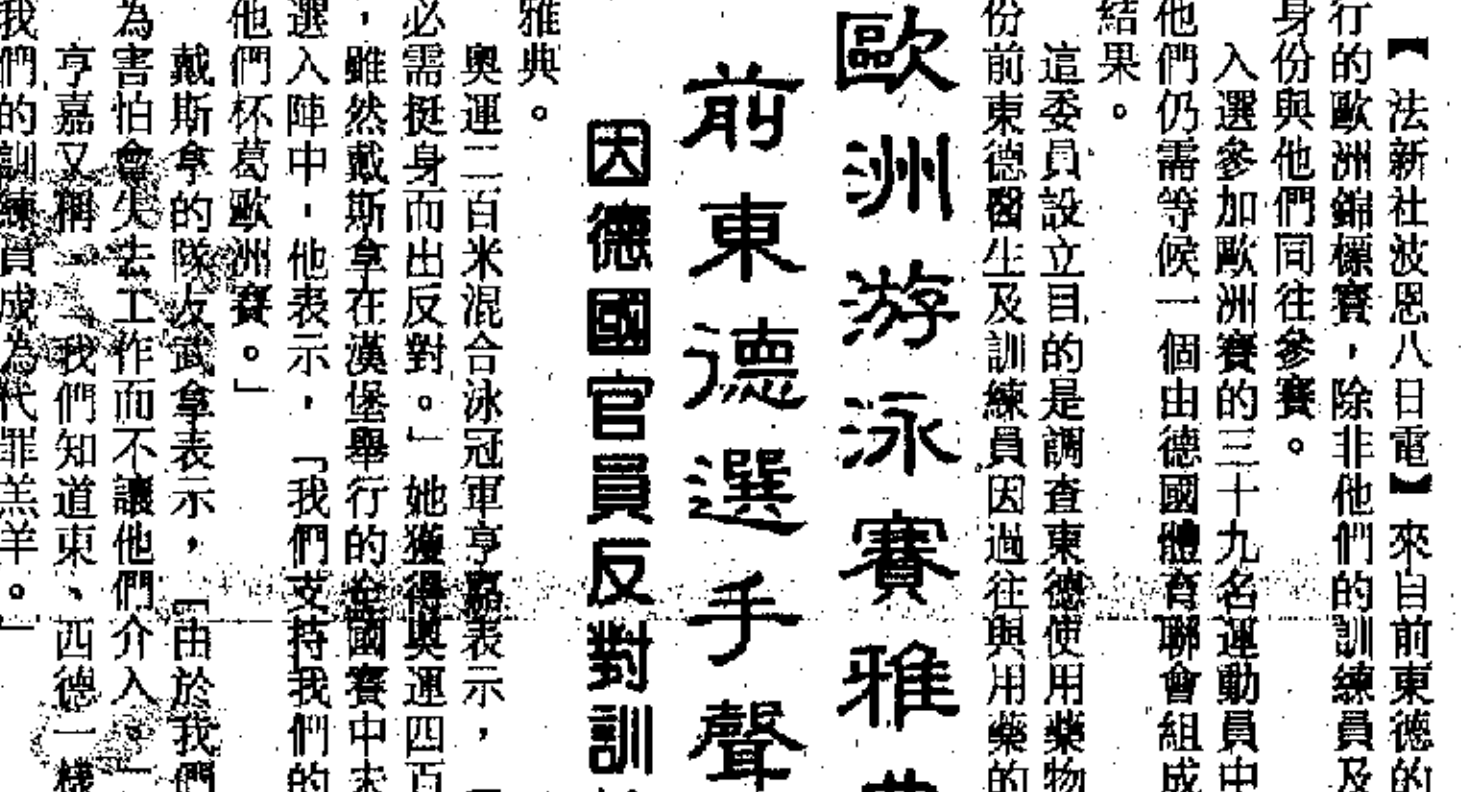 【法新社波恩八日電】來自前東德的
行的歐洲錦標賽，除非他們的訓練員及
身份與他們同往參賽。
入選參加歐洲賽的三十九名運動員中
他們仍需等候一個由德國體育聯會組成
結果。
這委員設立目的是調查東德使用藥物
份前東德醫生及訓練員因過往與用藥的
歐洲游泳賽雅典
前東德選手聲
因德國官員反對訓
雅典。
奧運二百米混合泳冠軍亨嘉表示，
必需挺身而出反對。」她獲得奧運四百
，雖然戴斯拿在漢堡舉行的全國賽中未
選入陣中，他表示，「我們支持我們的
他們杯葛歐洲賽。」
戴斯拿的隊友武拿表示，「由於我們
為害怕會失去工作而不讓他們介入。」
亨嘉又稱：「我們知道東、西德一樣
我們的訓練員成為代罪羔羊。」